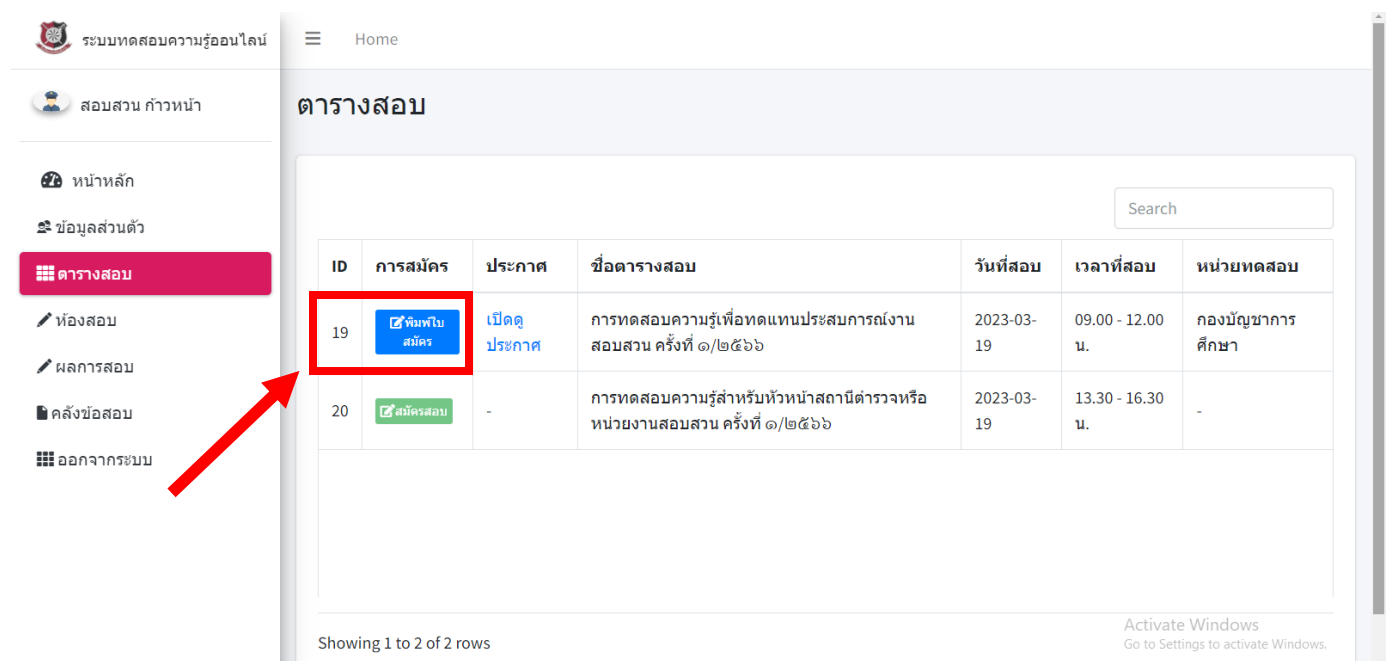 ระบบทดสอบความรู้ออนไลน์
Home
สอบสวน ก้าวหน้า
หน้าหลัก
ข้อมูลส่วนตัว
ตารางสอบ
ห้องสอบ
ผลการสอบ
คลังข้อสอบ
ออกจากระบบ
ตารางสอบ
Search
ID การสมัคร ประกาศ ชื่อตารางสอบ วันที่สอบ เวลาที่สอบ หน่วยทดสอบ
19 พิมพ์ใบ เปิดดู การทดสอบความรู้เพื่อทดแทนประสบการณ์งาน 2023-03- 09.00 - 12.00 กองบัญชาการ
สมัคร ประกาศ สอบสวน ครั้งที่ ๑/๒๕๖๖ 19 น. ศึกษา
20 สมัครสอบ - การทดสอบความรู้สำหรับหัวหน้าสถานีตำรวจหรือ 2023-03- 13.30 - 16.30 -
หน่วยงานสอบสวน ครั้งที่ ๑/๒๕๖๖ 19 น.
Showing 1 to 2 of 2 rows
Activate Windows
Go to Settings to activate Windows.